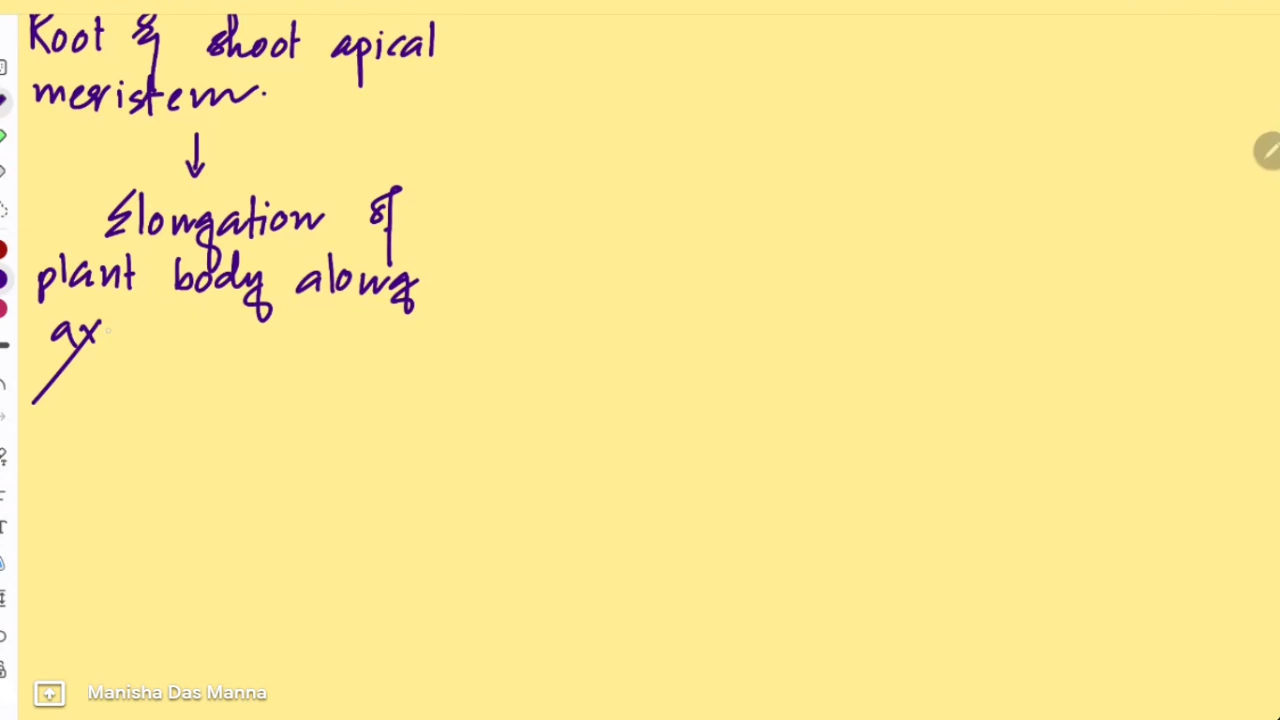 Root & shoot apical
meristem.
↓
Elongation of
plant body along
ax
Manisha Das Manna